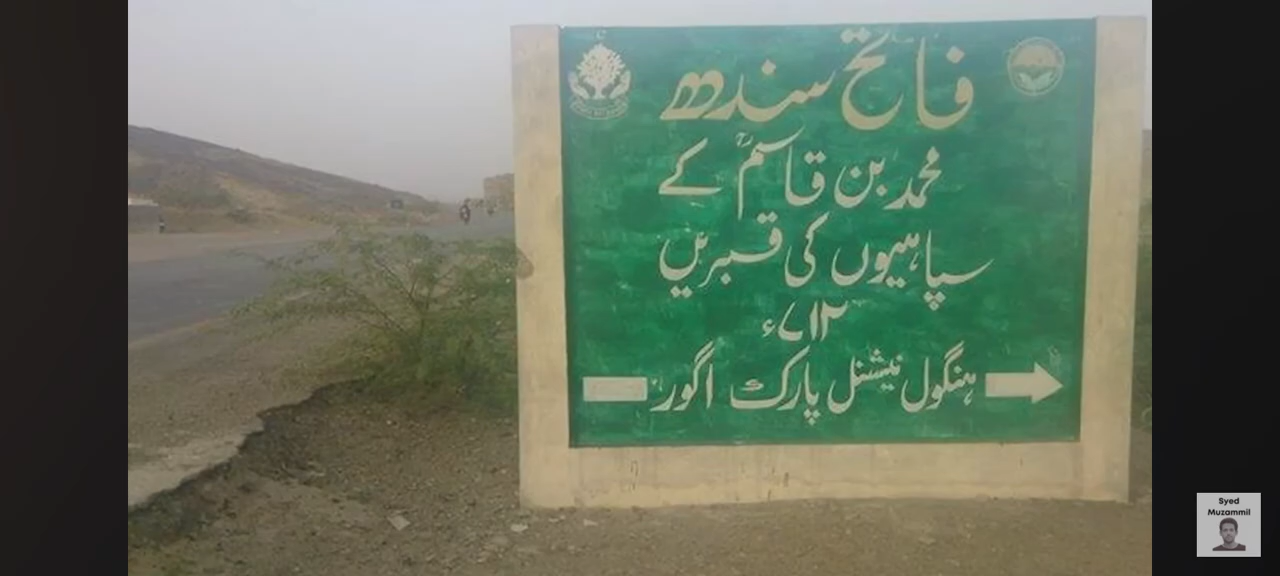 فاتح سندھ
محمد بن قاسمؒ کے
سپاہیوں کی قبریں
۷۱۲ء
ہنگول نیشنل پارک اگور
Syed
Muzammil